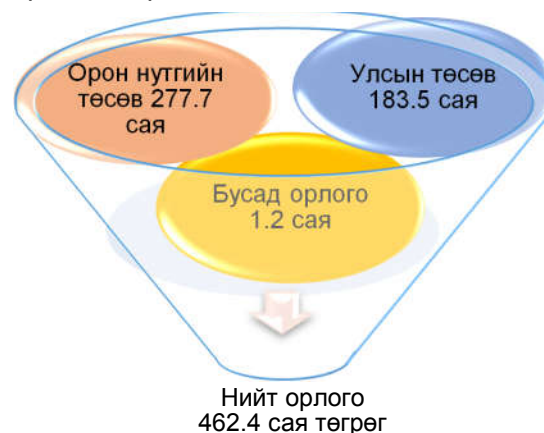 Орон нутгийн
төсөв 277.7
сая
Улсын төсөв
183.5 сая
Бусад орлого
1.2 сая
Нийт орлого
462.4 сая төгрөг